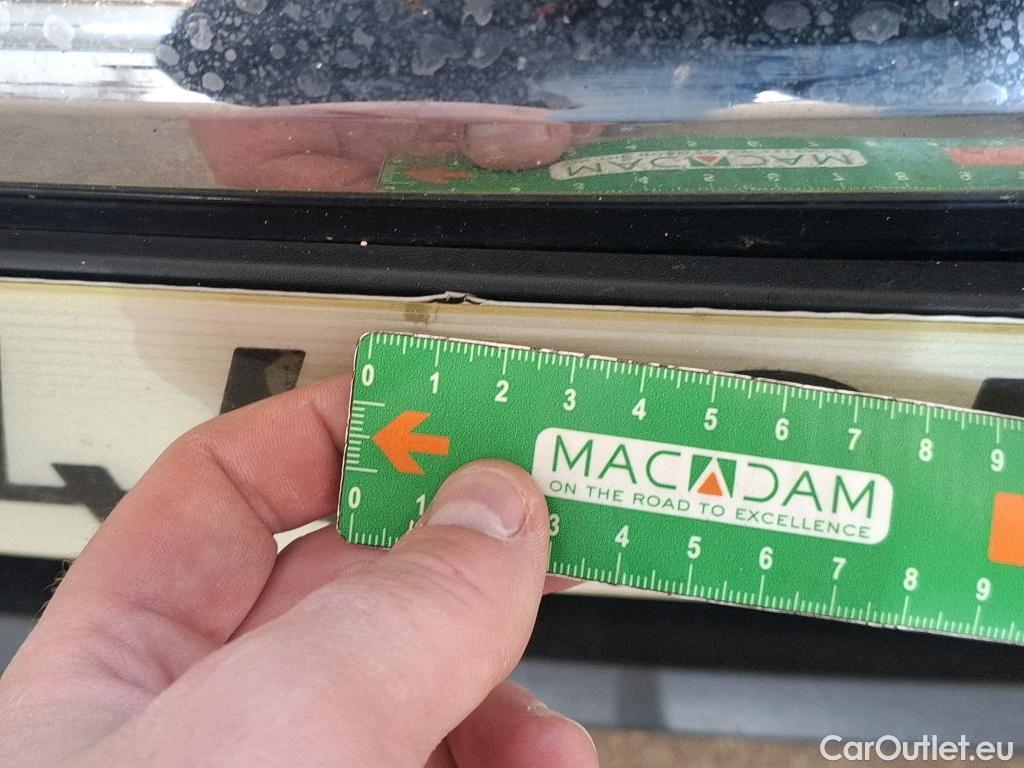 0 1 2 3 4 5 6 7 8 9
MACADAM
ON THE ROAD TO EXCELLENCE
0 1 3 4 5 6 7 8 9
CarOutlet.eu